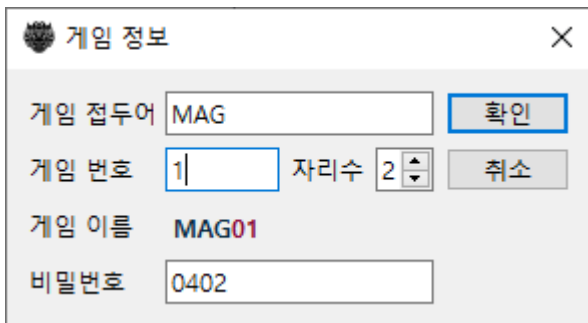 게임 정보
게임 접두어 MAG 확인
게임 번호 1 자리수 2 취소
게임 이름 MAG01
비밀번호 0402